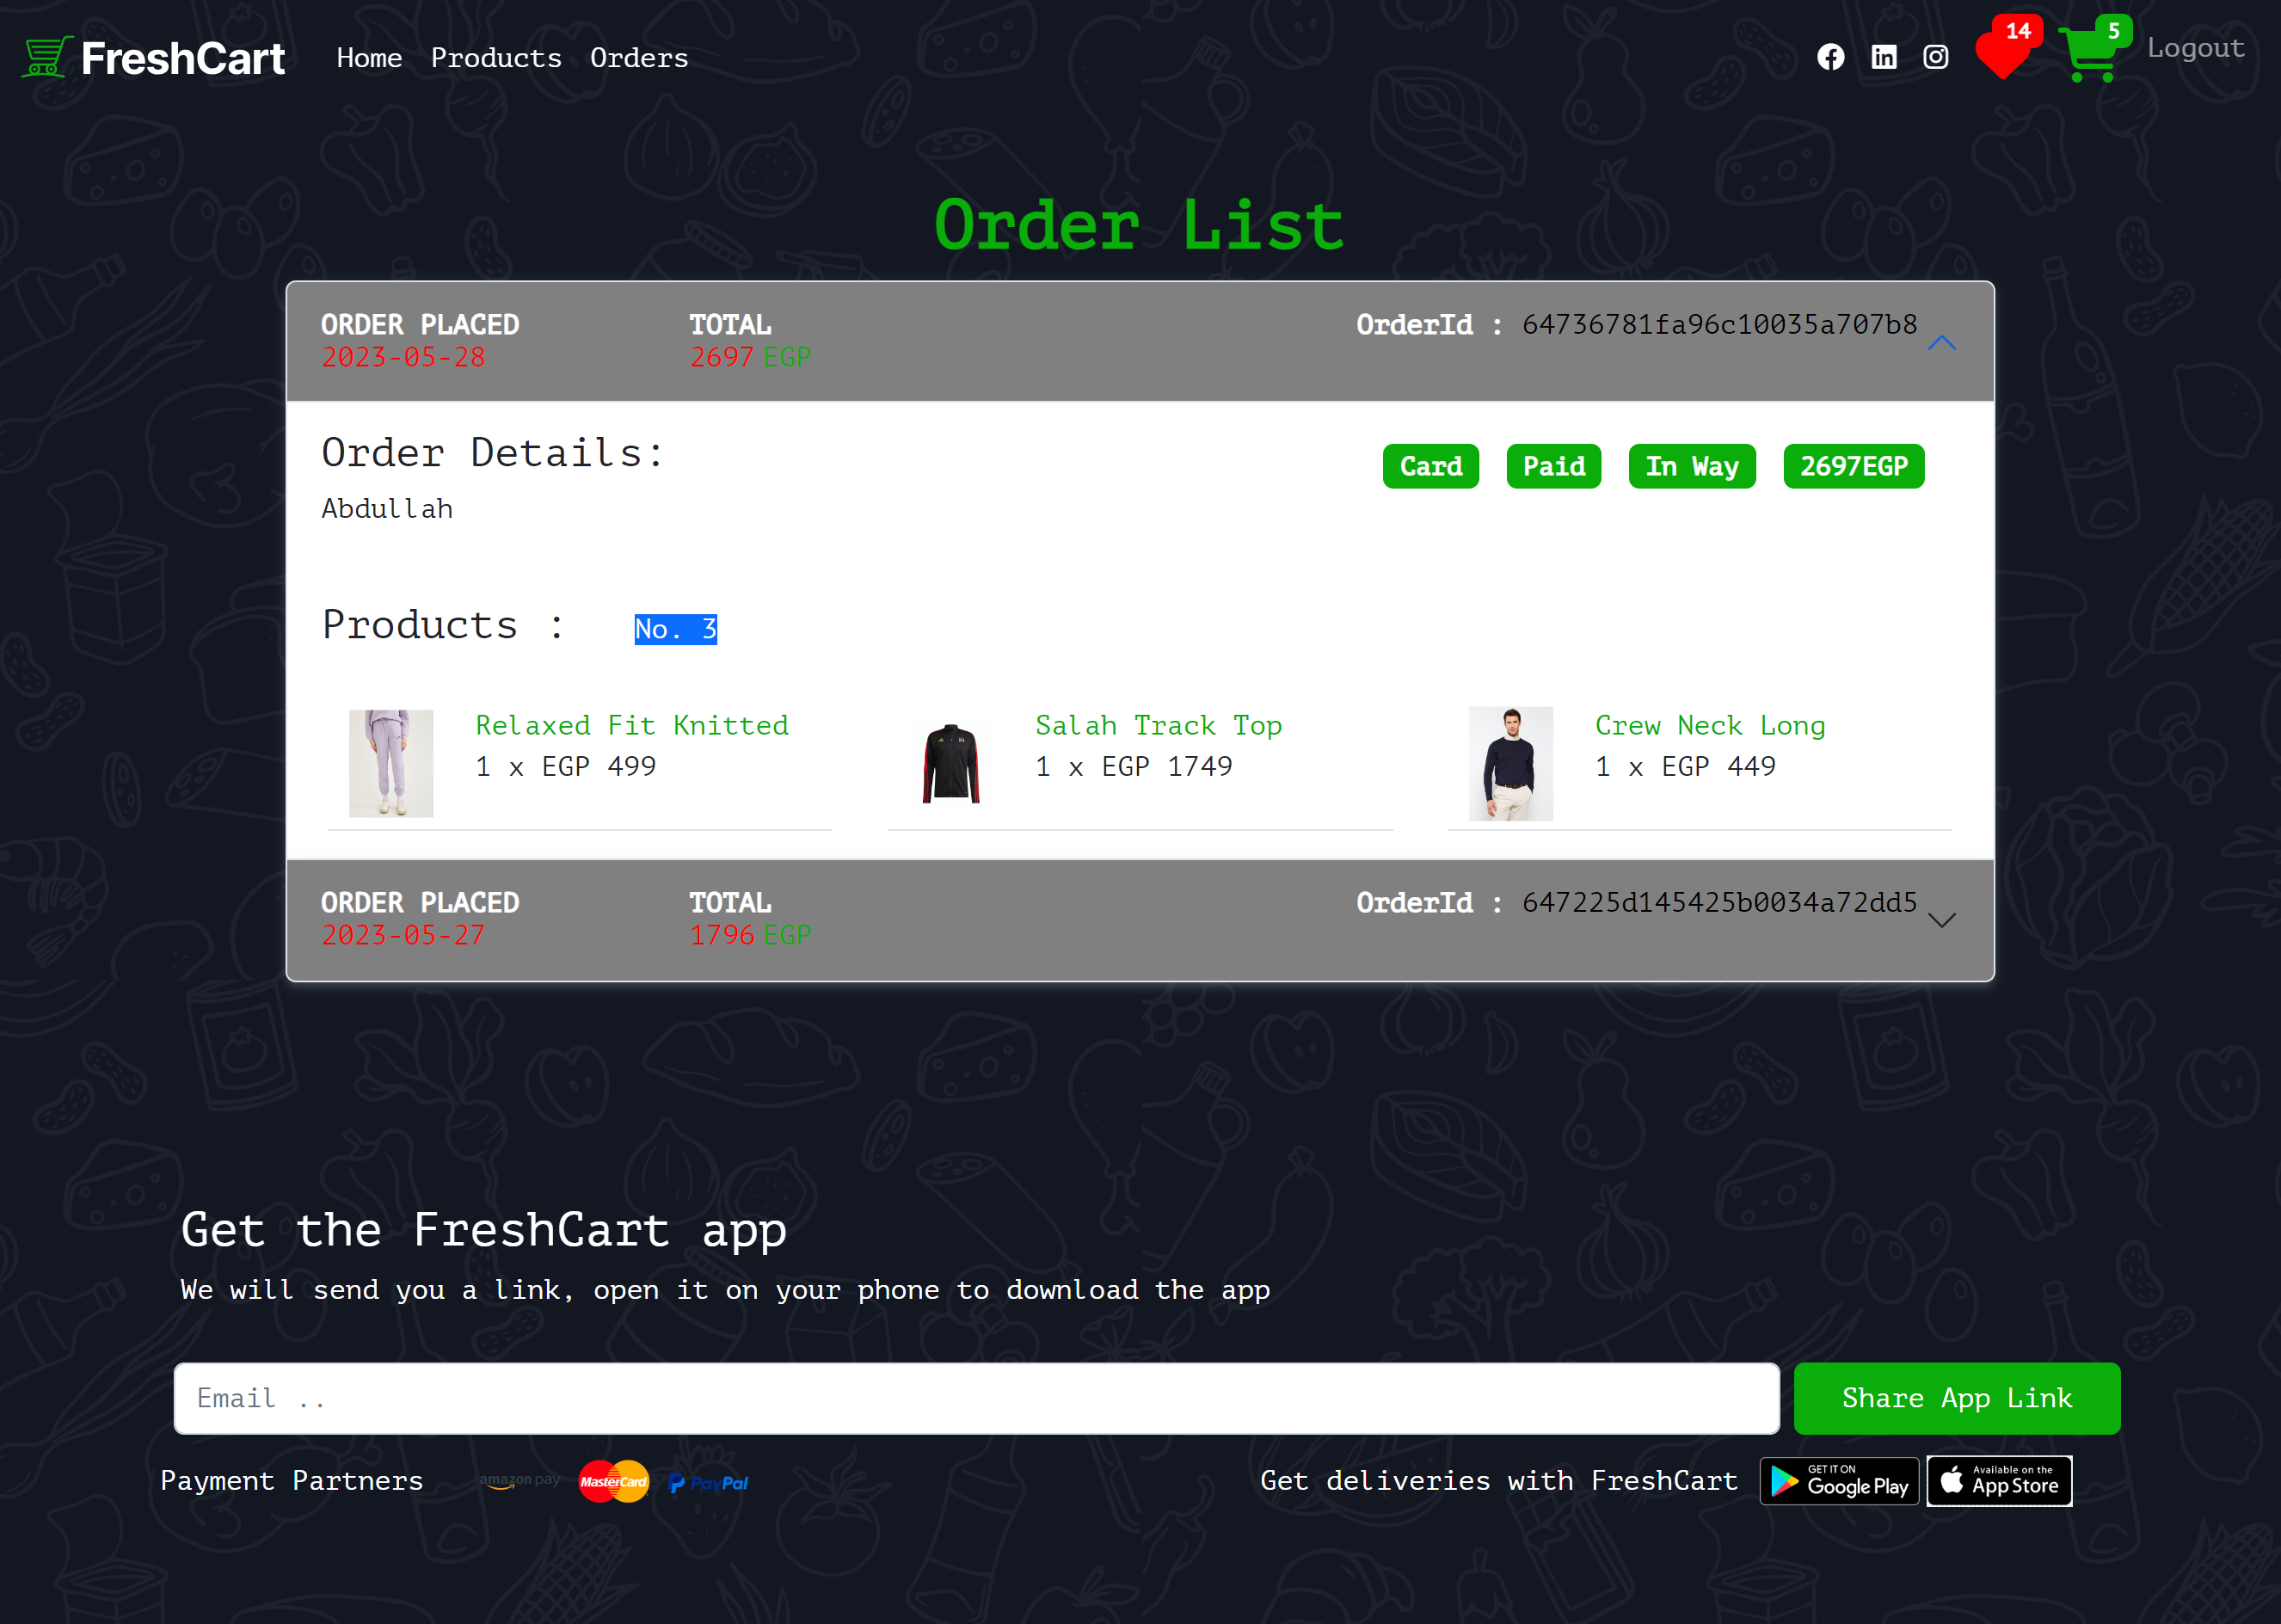 FreshCart Home Products Orders 14 5 Logout
Order List
ORDER PLACED TOTAL OrderId : 64736781fa96c10035a707b8
2023-05-28 2697 EGP
Order Details: Card Paid In Way 2697EGP
Abdullah
Products : No. 3
Relaxed Fit Knitted Salah Track Top Crew Neck Long
1 x EGP 499 1 x EGP 1749 1 x EGP 449
ORDER PLACED TOTAL OrderId : 647225d145425b0034a72dd5
2023-05-27 1796 EGP
Get the FreshCart app
We will send you a link, open it on your phone to download the app
Email .. Share App Link
Payment Partners amazon pay MasterCard PayPal Get deliveries with FreshCart GET IT ON Google Play Available on the App Store